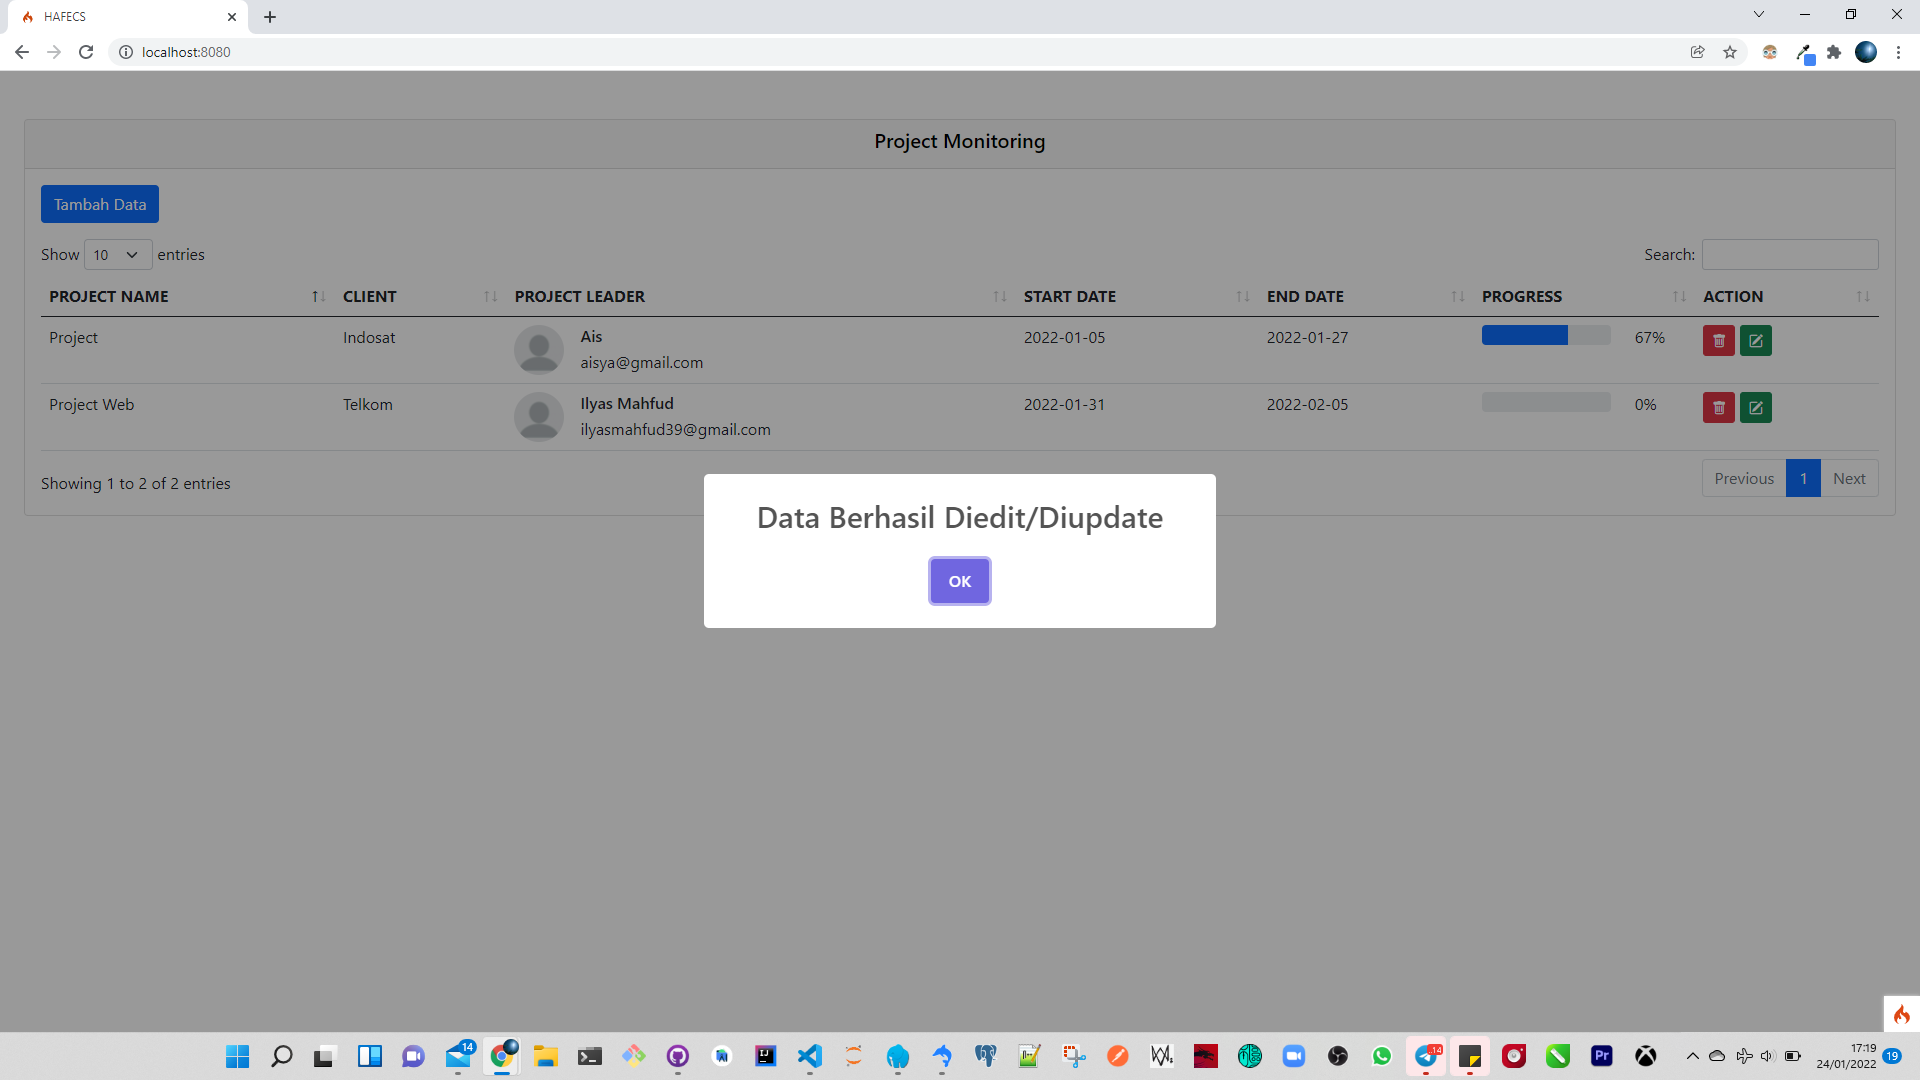 HAFECS
localhost:8080
Project Monitoring
Tambah Data
Show 10 entries
Search:
PROJECT NAME CLIENT PROJECT LEADER START DATE END DATE PROGRESS ACTION
Project Indosat Ais 2022-01-05 2022-01-27 67%
aisya@gmail.com
Project Web Telkom Ilyas Mahfud 2022-01-31 2022-02-05 0%
ilyasmahfud39@gmail.com
Showing 1 to 2 of 2 entries
Previous 1 Next
Data Berhasil Diedit/Diupdate
OK
14
IJ
14
Pr
17:19
24/01/2022
19